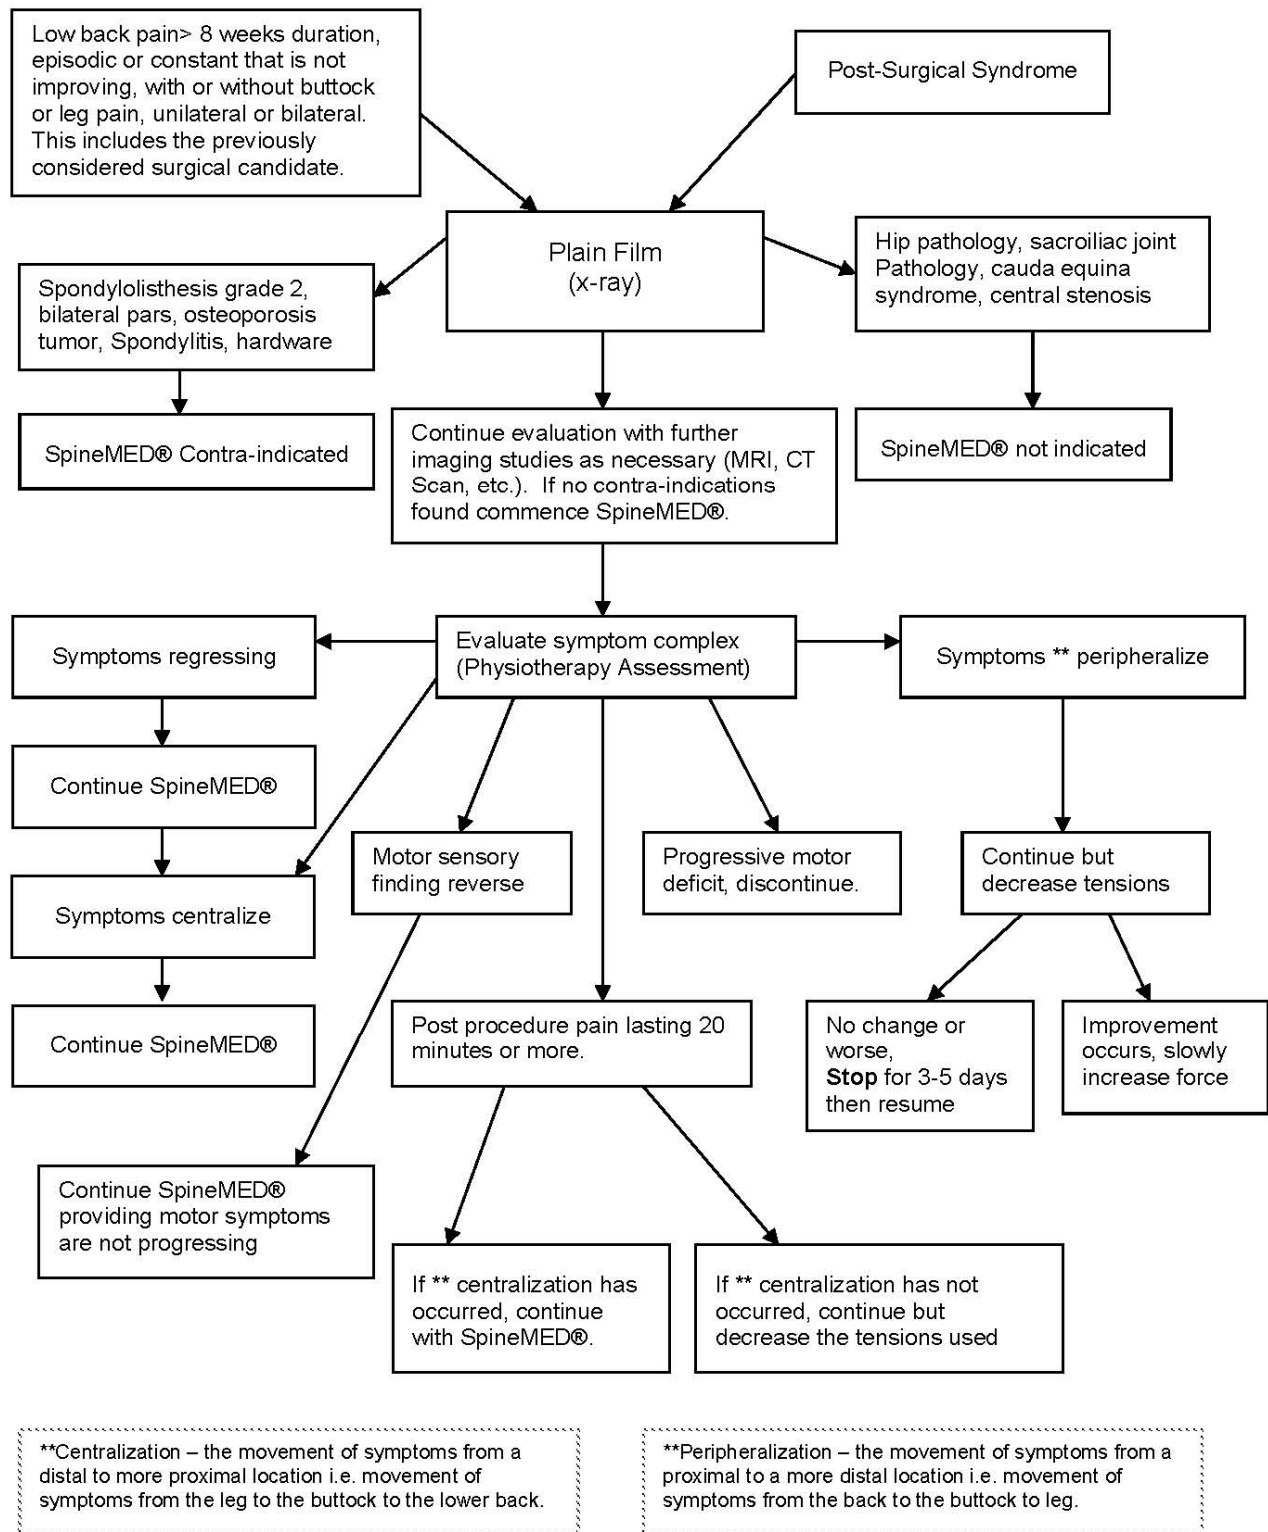 Low back pain> 8 weeks duration,
episodic or constant that is not
improving, with or without buttock
or leg pain, unilateral or bilateral.
This includes the previously
considered surgical candidate.
Post-Surgical Syndrome
Plain Film
(x-ray)
Spondylolisthesis grade 2,
bilateral pars, osteoporosis
tumor, Spondylitis, hardware
Hip pathology, sacroiliac joint
Pathology, cauda equina
syndrome, central stenosis
SpineMED® Contra-indicated
Continue evaluation with further
imaging studies as necessary (MRI, CT
Scan, etc.).  If no contra-indications
found commence SpineMED®.
SpineMED® not indicated
Symptoms regressing
Evaluate symptom complex
(Physiotherapy Assessment)
Symptoms ** peripheralize
Continue SpineMED®
Motor sensory
finding reverse
Progressive motor
deficit, discontinue.
Continue but
decrease tensions
Symptoms centralize
Continue SpineMED®
Post procedure pain lasting 20
minutes or more.
No change or
worse,
Stop for 3-5 days
then resume
Improvement
occurs, slowly
increase force
Continue SpineMED®
providing motor symptoms
are not progressing
If ** centralization has
occurred, continue
with SpineMED®.
If ** centralization has not
occurred, continue but
decrease the tensions used
**Centralization – the movement of symptoms from a
distal to more proximal location i.e. movement of
symptoms from the leg to the buttock to the lower back.
**Peripheralization – the movement of symptoms from a
proximal to a more distal location i.e. movement of
symptoms from the back to the buttock to leg.